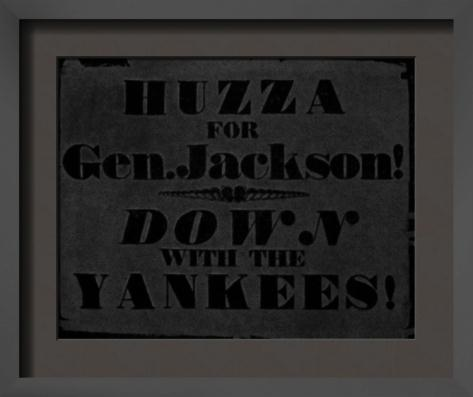 HUZZA
FOR
Gen. Jackson!
DOWN
WITH THE
YANKEES!